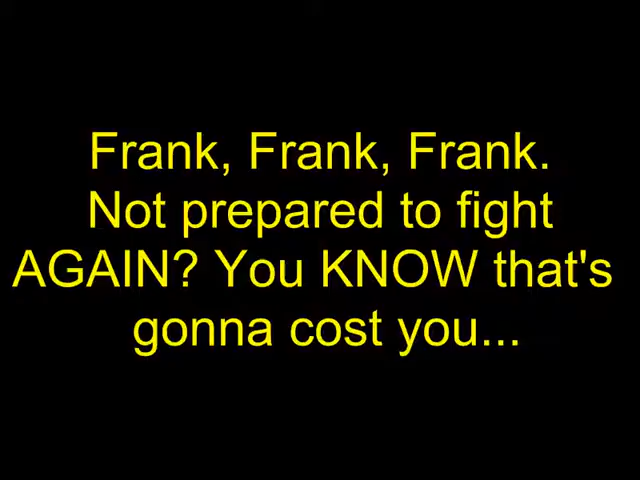 Frank, Frank, Frank.
Not prepared to fight
AGAIN? You KNOW that's
gonna cost you...